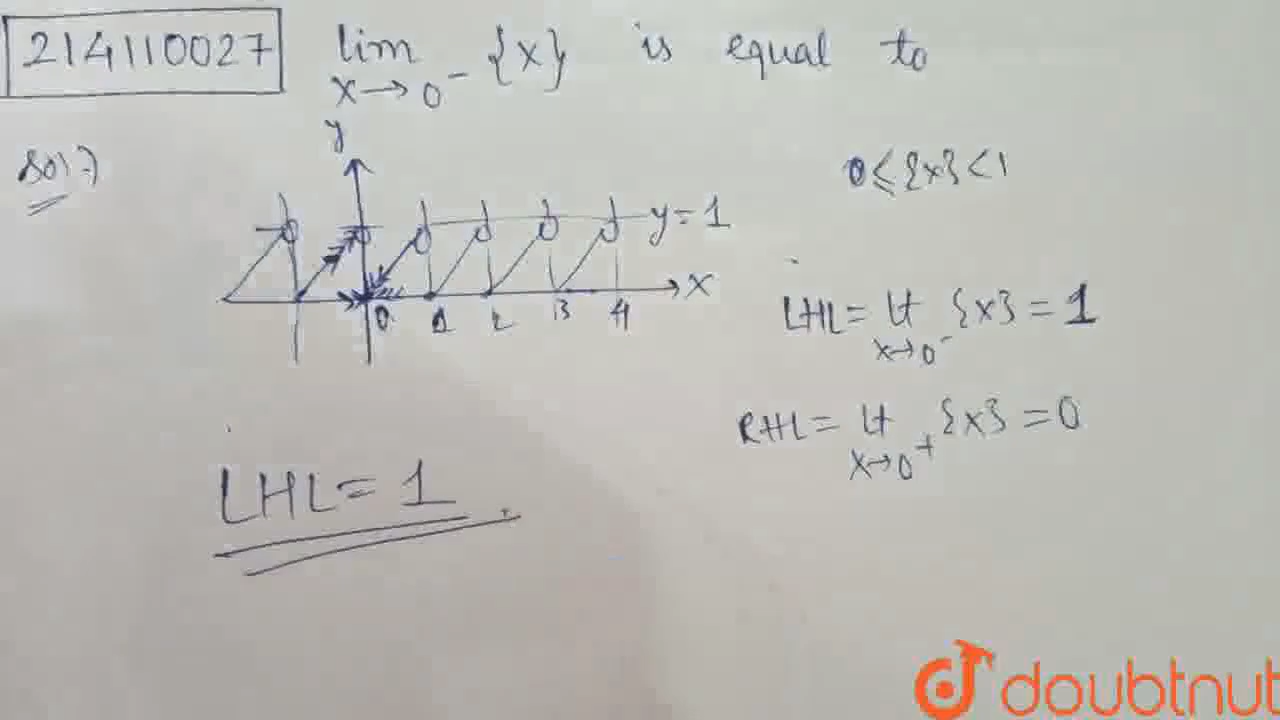 214110027 lim {x} is equal to
x→0⁻
Sol:-)
y
0≤{x}<1
y=1
x
0 1 2 3 4
LHL = Lt {x} = 1
x→0⁻
RHL = Lt {x} = 0
x→0⁺
LHL = 1
doubtnut